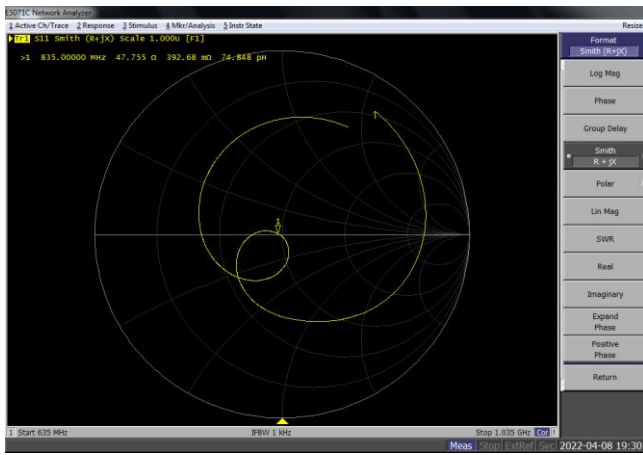 E5071C Network Analyzer
1 Active Ch/Trace 2 Response 3 Stimulus 4 Mkr/Analysis 5 Instr State
Resize
Tr1 S11 Smith (R+jX) Scale 1.000U [F1]
>1 835.00000 MHz 47.755 Ω 392.68 mΩ 74.848 pH
1
Format
Smith (R+jX)
Log Mag
Phase
Group Delay
Smith
R + jX
Polar
Lin Mag
SWR
Real
Imaginary
Expand
Phase
Positive
Phase
Return
1 Start 635 MHz IFBW 1 kHz Stop 1.035 GHz Cor
Meas Stop ExtRef Svc 2022-04-08 19:30